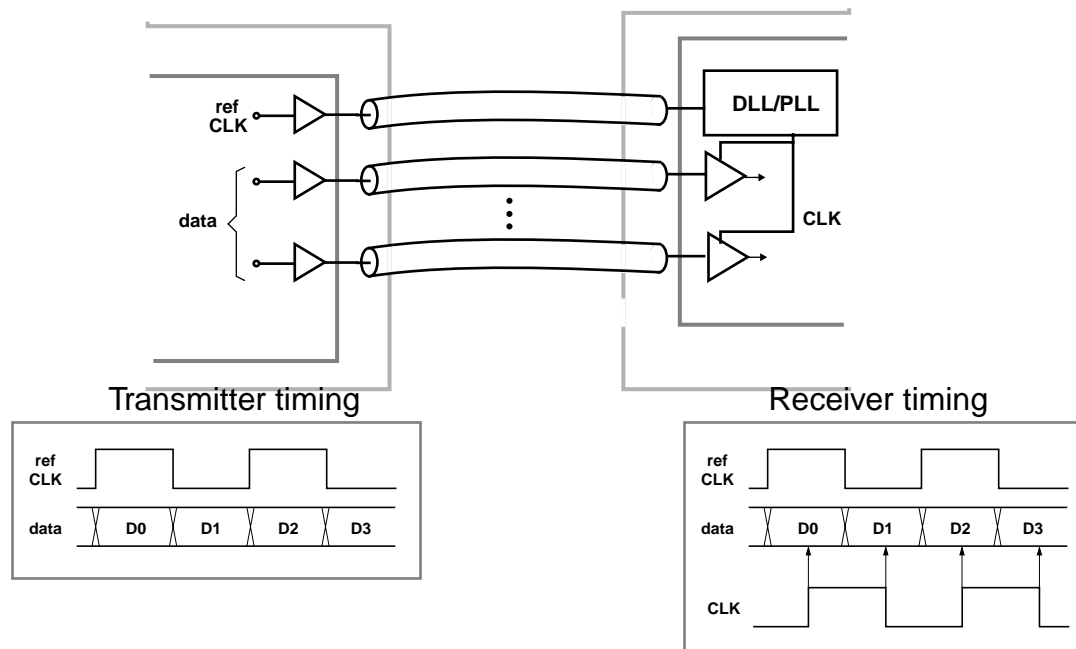 ref
CLK
DLL/PLL
data
CLK
Transmitter timing
Receiver timing
ref
CLK
data
D0 D1 D2 D3
ref
CLK
data
D0 D1 D2 D3
CLK